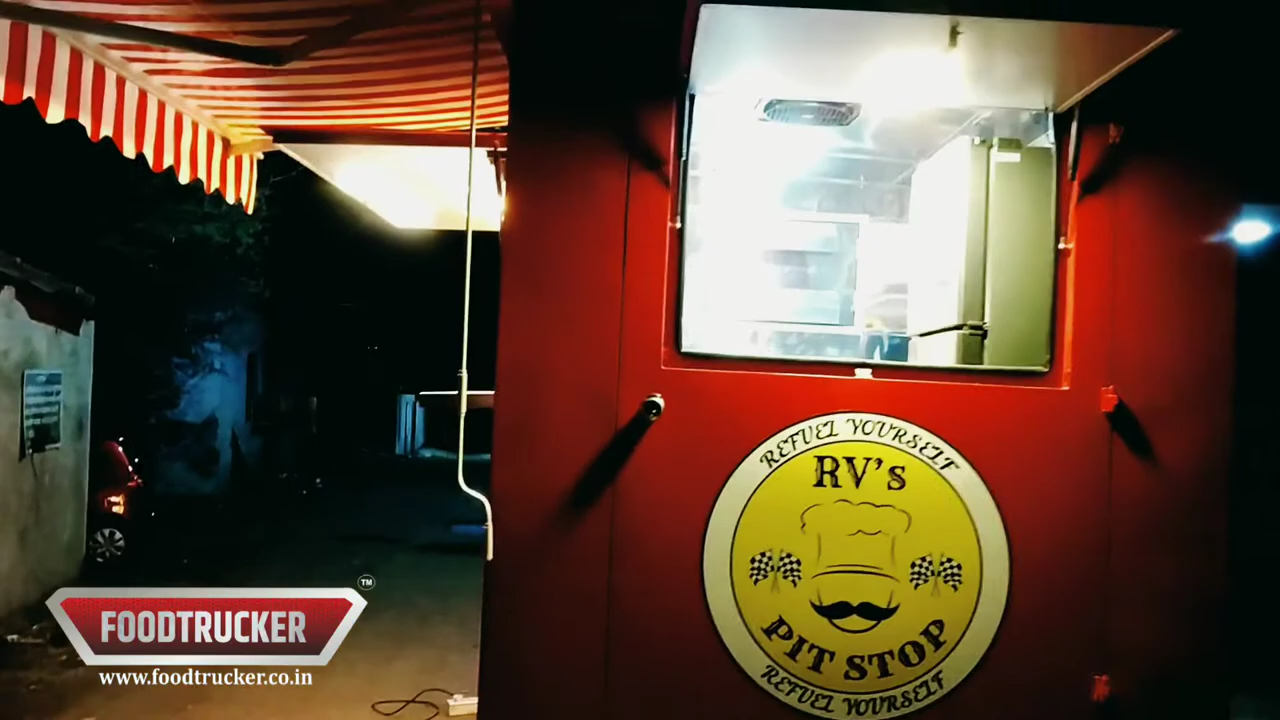 REFUEL YOURSELF
RV's
PIT STOP
REFUEL YOURSELF
FOODTRUCKER
TM
www.foodtrucker.co.in